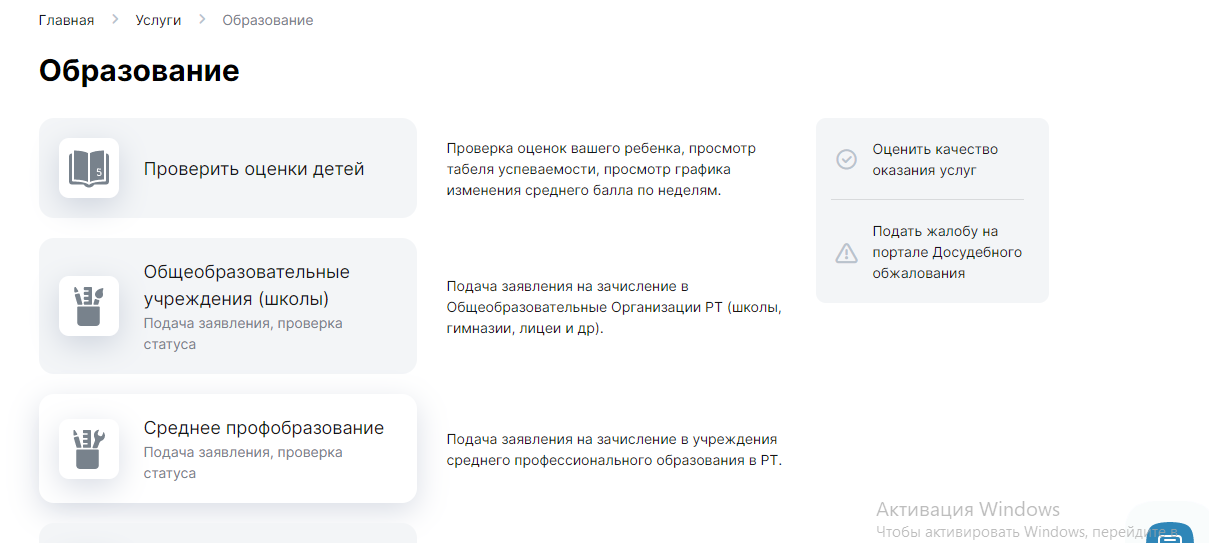 Главная > Услуги > Образование
Образование
Проверить оценки детей
Проверка оценок вашего ребенка, просмотр
табеля успеваемости, просмотр графика
изменения среднего балла по неделям.
Общеобразовательные
учреждения (школы)
Подача заявления, проверка
статуса
Подача заявления на зачисление в
Общеобразовательные Организации РТ (школы,
гимназии, лицеи и др).
Среднее профобразование
Подача заявления, проверка
статуса
Подача заявления на зачисление в учреждения
среднего профессионального образования в РТ.
Оценить качество
оказания услуг
Подать жалобу на
портале Досудебного
обжалования
5
Активация Windows
Чтобы активировать Windows, перейдите в